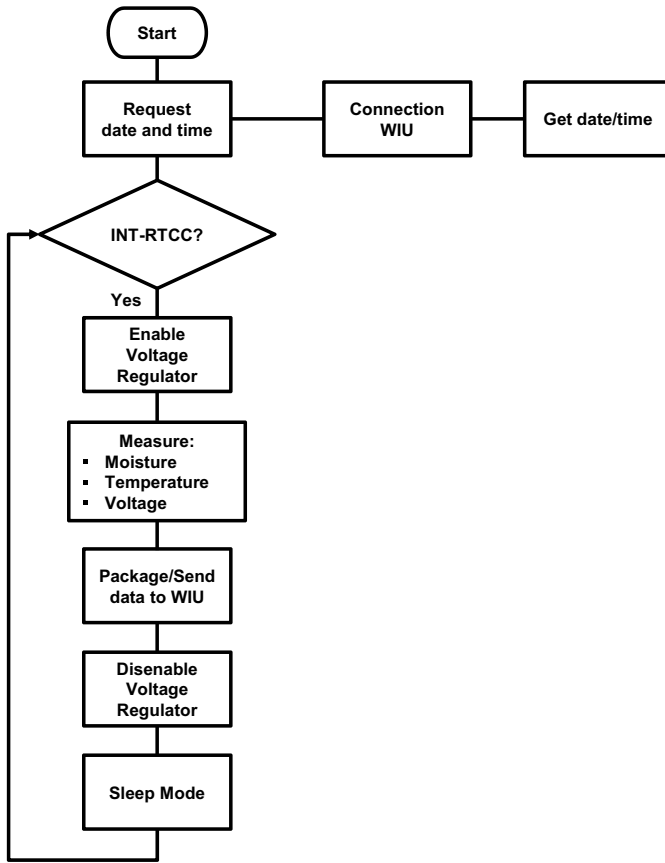 Start
Request
date and time
Connection
WIU
Get date/time
INT-RTCC?
Yes
Enable
Voltage
Regulator
Measure:
▪ Moisture
▪ Temperature
▪ Voltage
Package/Send
data to WIU
Disenable
Voltage
Regulator
Sleep Mode